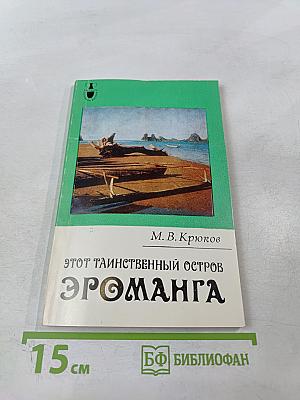 М. В. Крюков
ЭТОТ ТАИНСТВЕННЫЙ ОСТРОВ
ЭРОМАНГА
15 см
БФ БИБЛИОФАН